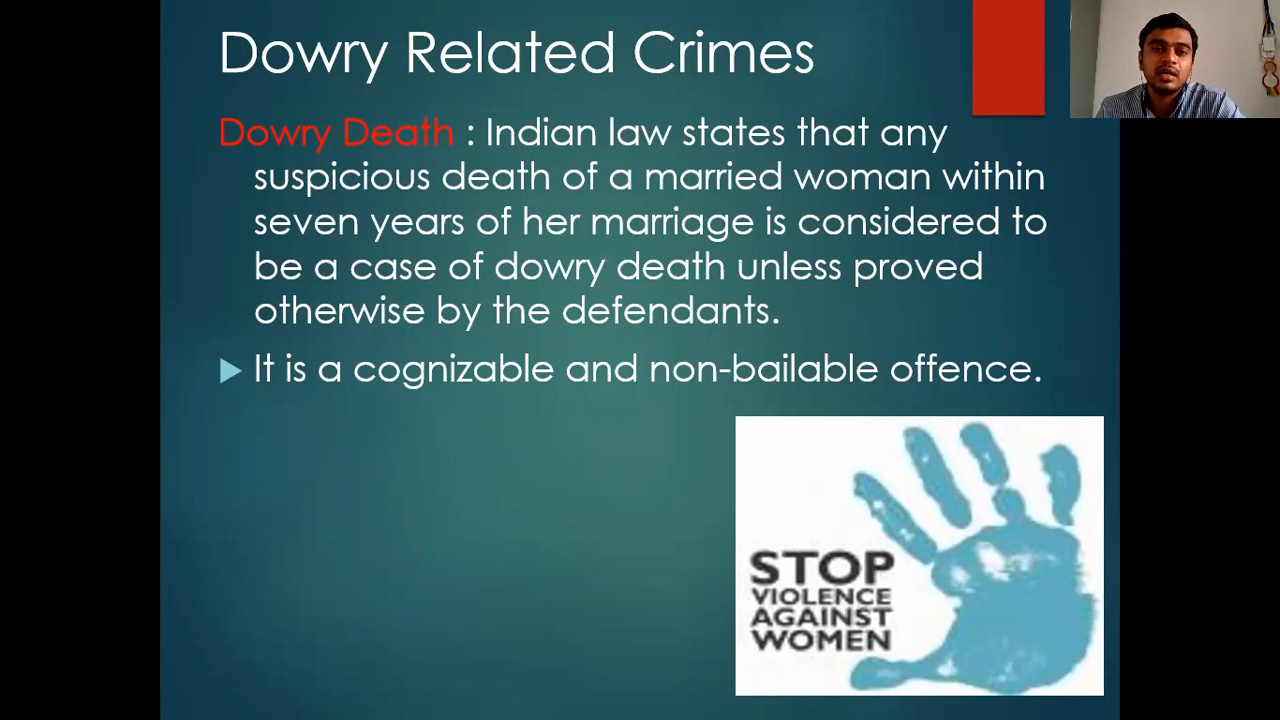 Dowry Related Crimes
Dowry Death : Indian law states that any
suspicious death of a married woman within
seven years of her marriage is considered to
be a case of dowry death unless proved
otherwise by the defendants.
It is a cognizable and non-bailable offence.
STOP
VIOLENCE
AGAINST
WOMEN